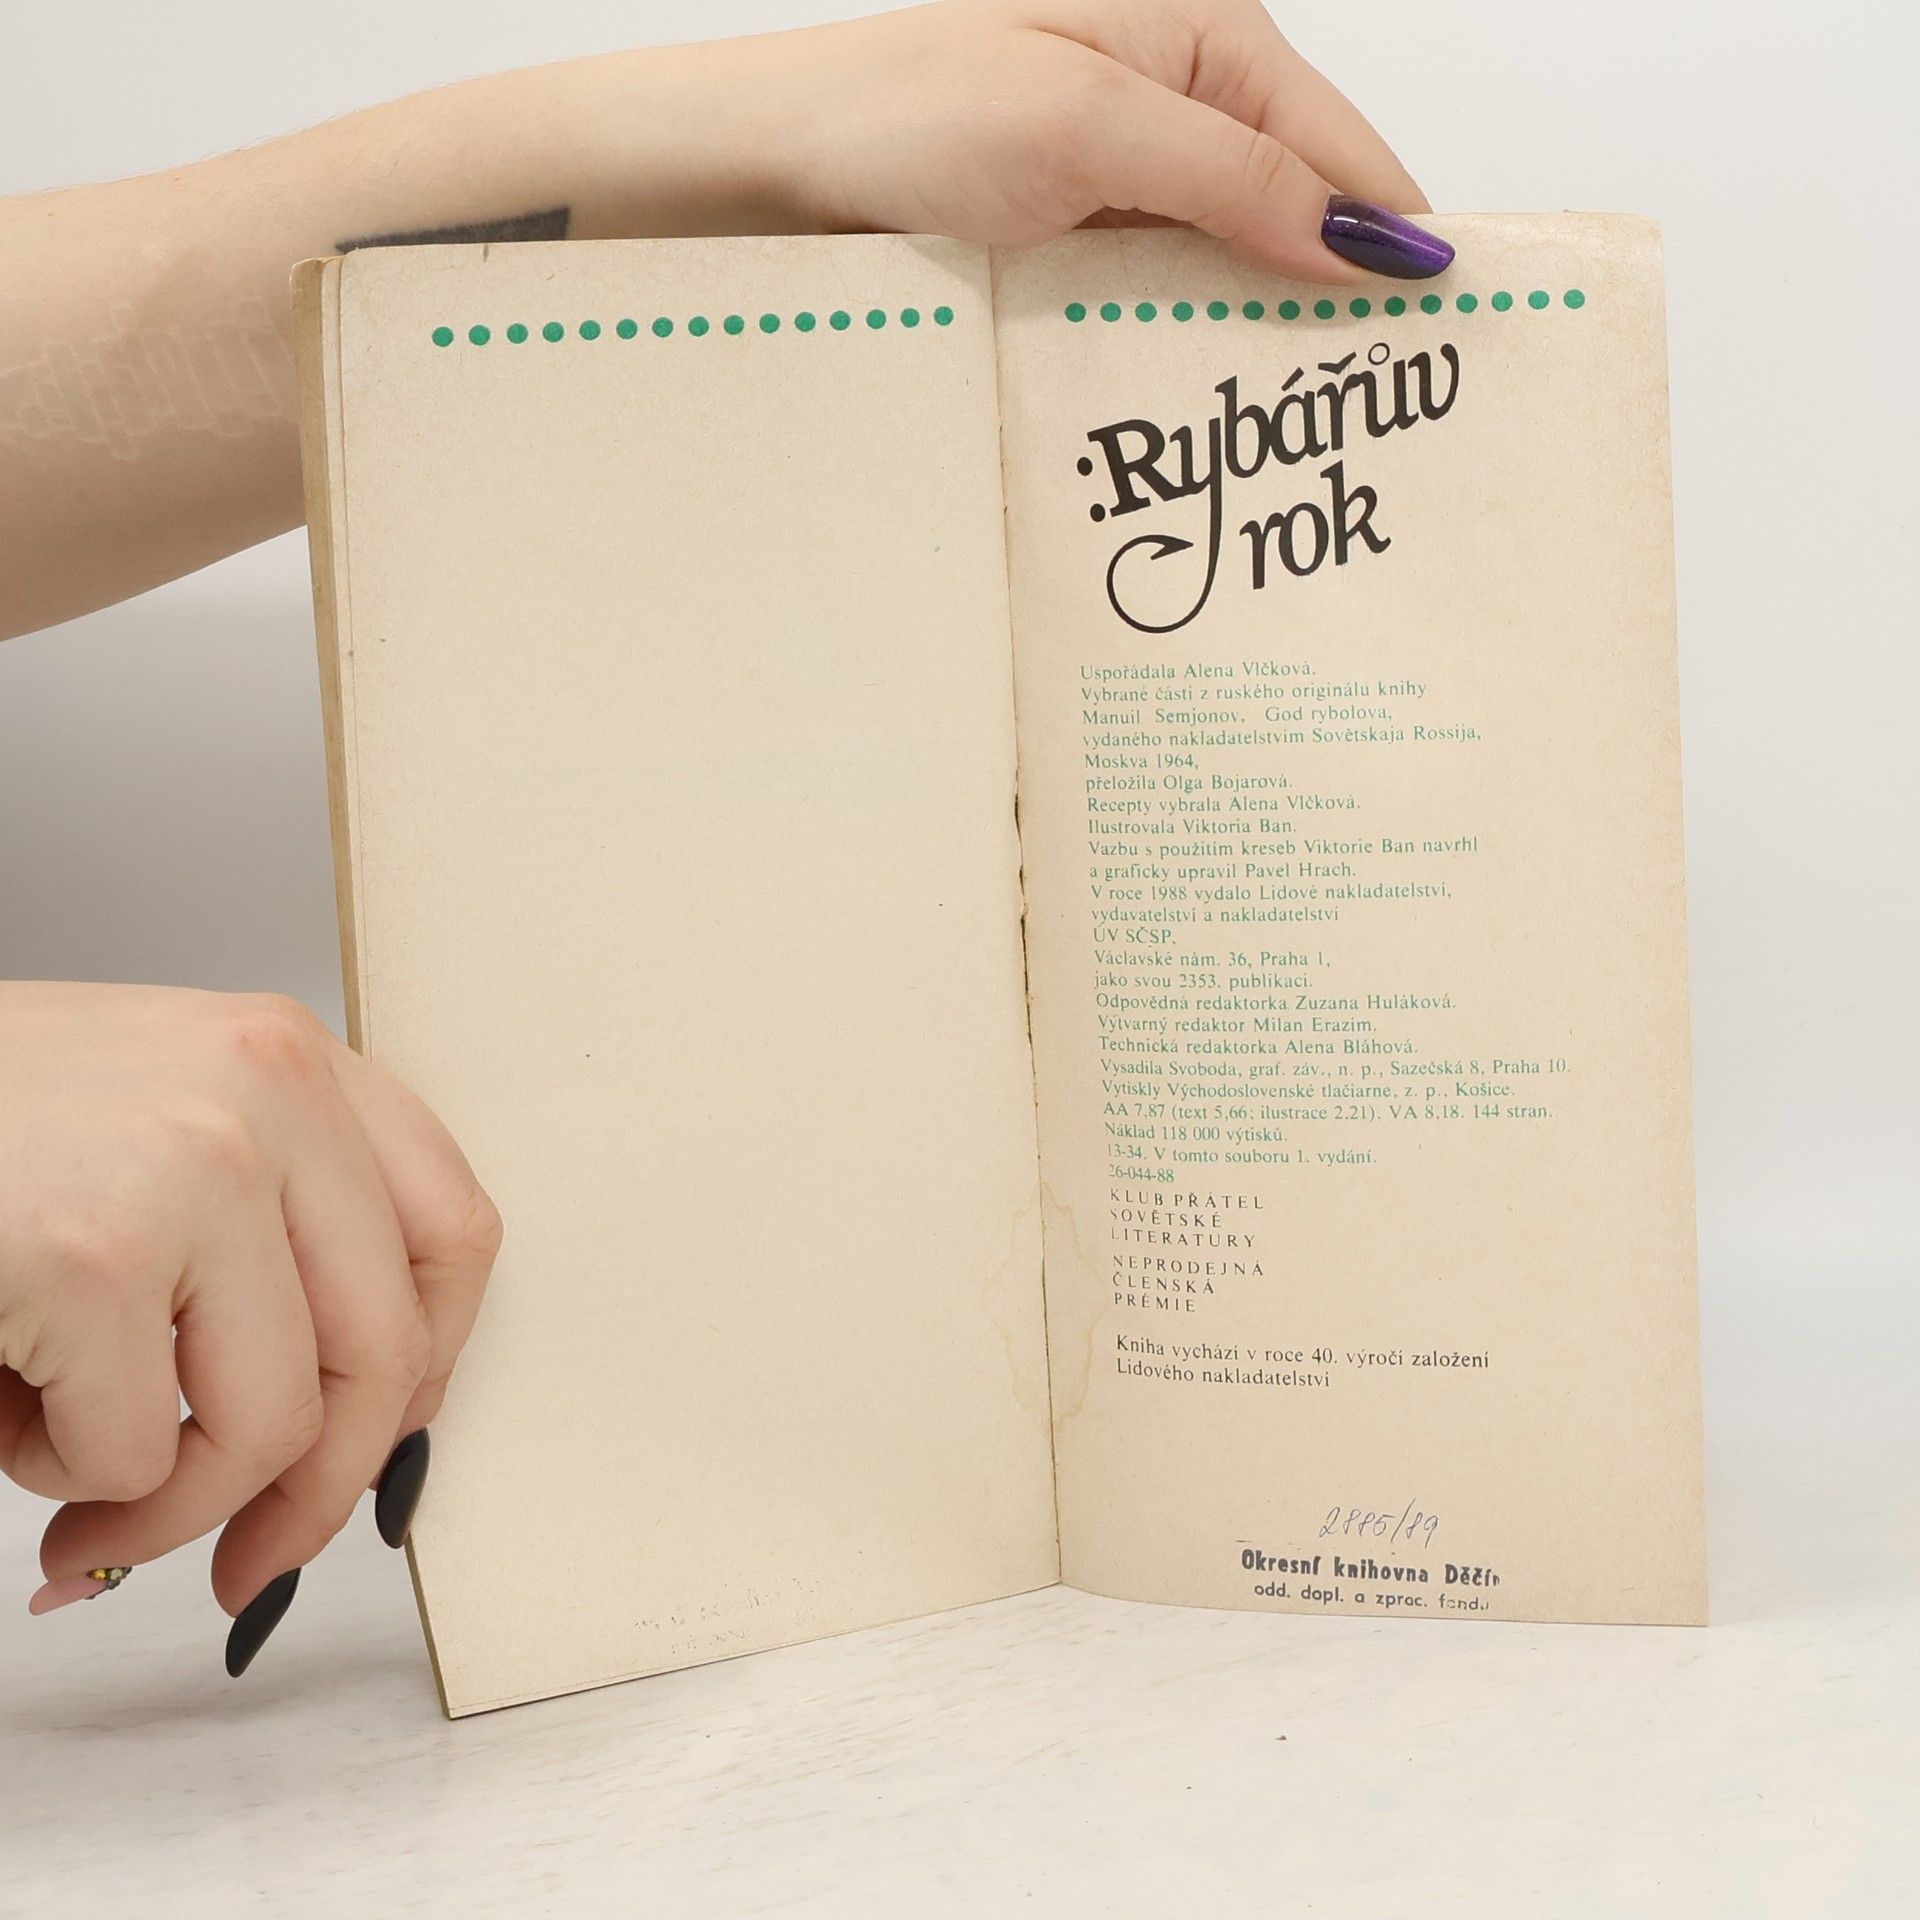 Rybářův
rok
Uspořádala Alena Vlčková.
Vybrané části z ruského originálu knihy
Manuil Semjonov, God rybolova,
vydaného nakladatelstvím Sovětskaja Rossija,
Moskva 1964,
přeložila Olga Bojarová.
Recepty vybrala Alena Vlčková.
Ilustrovala Viktoria Ban.
Vazbu s použitím kreseb Viktorie Ban navrhl
a graficky upravil Pavel Hrach.
V roce 1988 vydalo Lidové nakladatelství,
vydavatelství a nakladatelství
ÚV SČSP,
Václavské nám. 36, Praha 1,
jako svou 2353. publikaci.
Odpovědná redaktorka Zuzana Huláková.
Výtvarný redaktor Milan Erazim.
Technická redaktorka Alena Bláhová.
Vysadila Svoboda, graf. záv., n. p., Sazečská 8, Praha 10.
Vytiskly Východoslovenské tlačiarne, z. p., Košice.
AA 7,87 (text 5,66; ilustrace 2,21). VA 8,18. 144 stran.
Náklad 118 000 výtisků.
13-34. V tomto souboru 1. vydání.
26-044-88
KLUB PŘÁTEL
SOVĚTSKÉ
LITERATURY
NEPRODEJNÁ
ČLENSKÁ
PRÉMIE
Kniha vychází v roce 40. výročí založení
Lidového nakladatelství
2885/89
Okresní knihovna Děčín
odd. dopl. a zprac. fondu